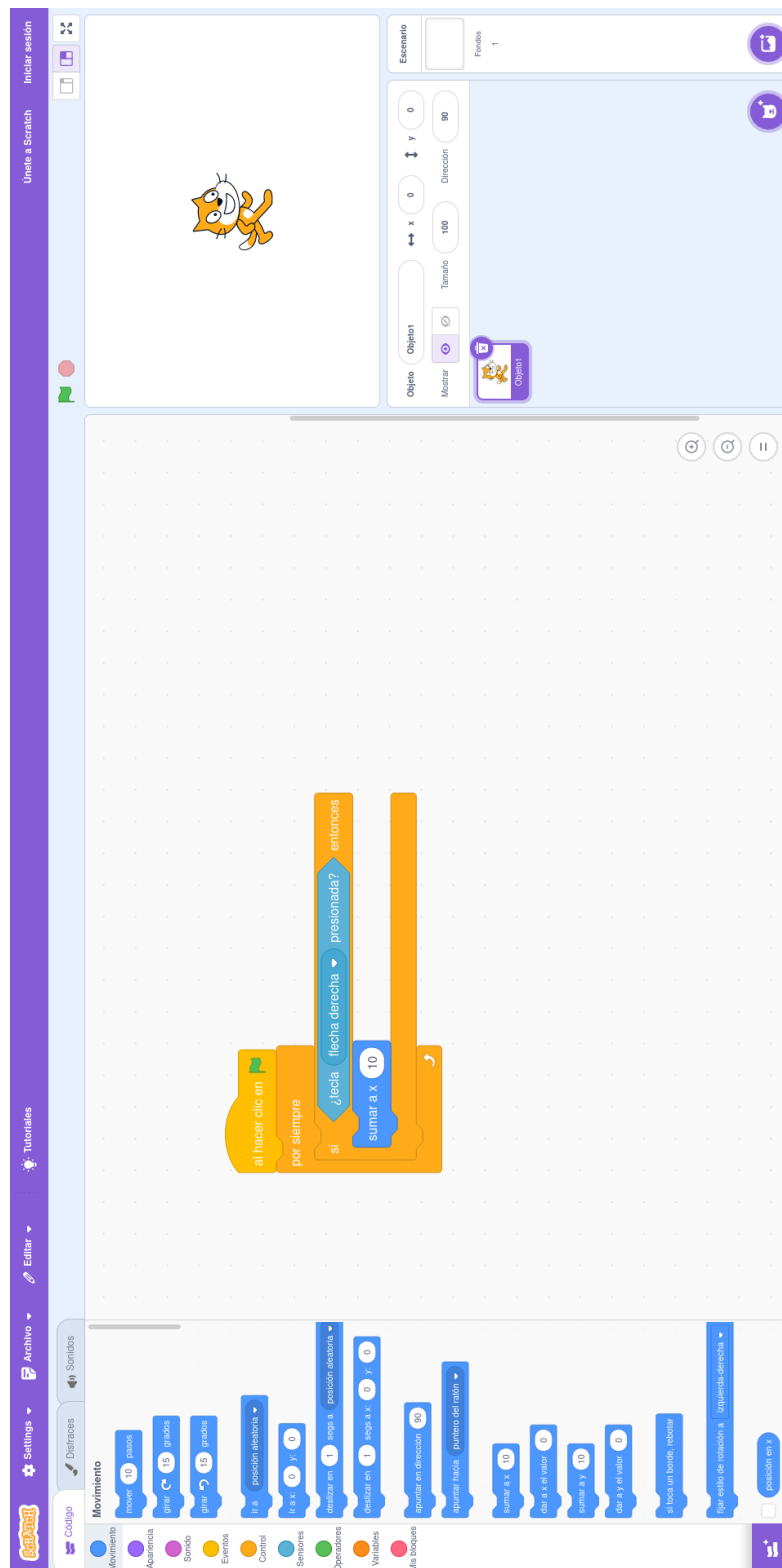 SCRATCH Settings Archivo Editar Tutoriales Únete a Scratch Iniciar sesión
Código Disfraces Sonidos
Movimiento
Apariencia
Sonido
Eventos
Control
Sensores
Operadores
Variables
Mis bloques
Movimiento
mover 10 pasos
girar 15 grados
girar 15 grados
ir a posición aleatoria
ir a x: 0 y: 0
deslizar en 1 segs a posición aleatoria
deslizar en 1 segs a x: 0 y: 0
apuntar en dirección 90
apuntar hacia puntero del ratón
sumar a x 10
dar a x el valor 0
sumar a y 10
dar a y el valor 0
si toca un borde, rebotar
fijar estilo de rotación a izquierda-derecha
posición en x
al hacer clic en
por siempre
si ¿tecla flecha derecha presionada? entonces
sumar a x 10
Objeto Objeto1 x 0 y 0
Mostrar Tamaño 100 Dirección 90
Objeto1
Escenario
Fondos
1